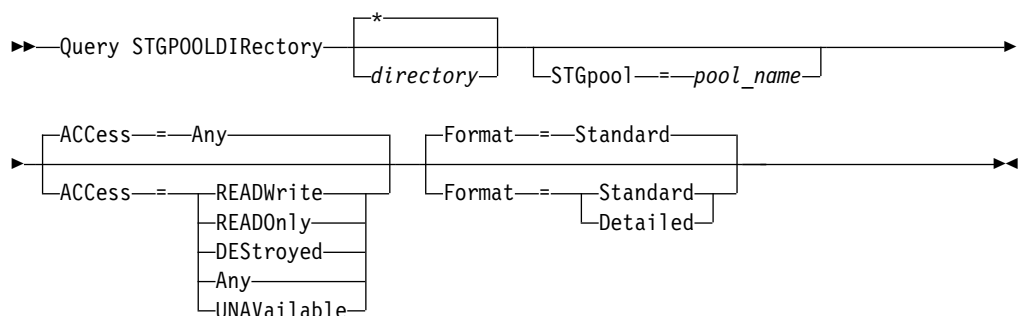 *
Query STGPOOLDIRectory
directory
STGpool = pool_name
ACCess = Any
Format = Standard
ACCess = READWrite
Format = Standard
READOnly
Detailed
DEStroyed
Any
UNAVailable